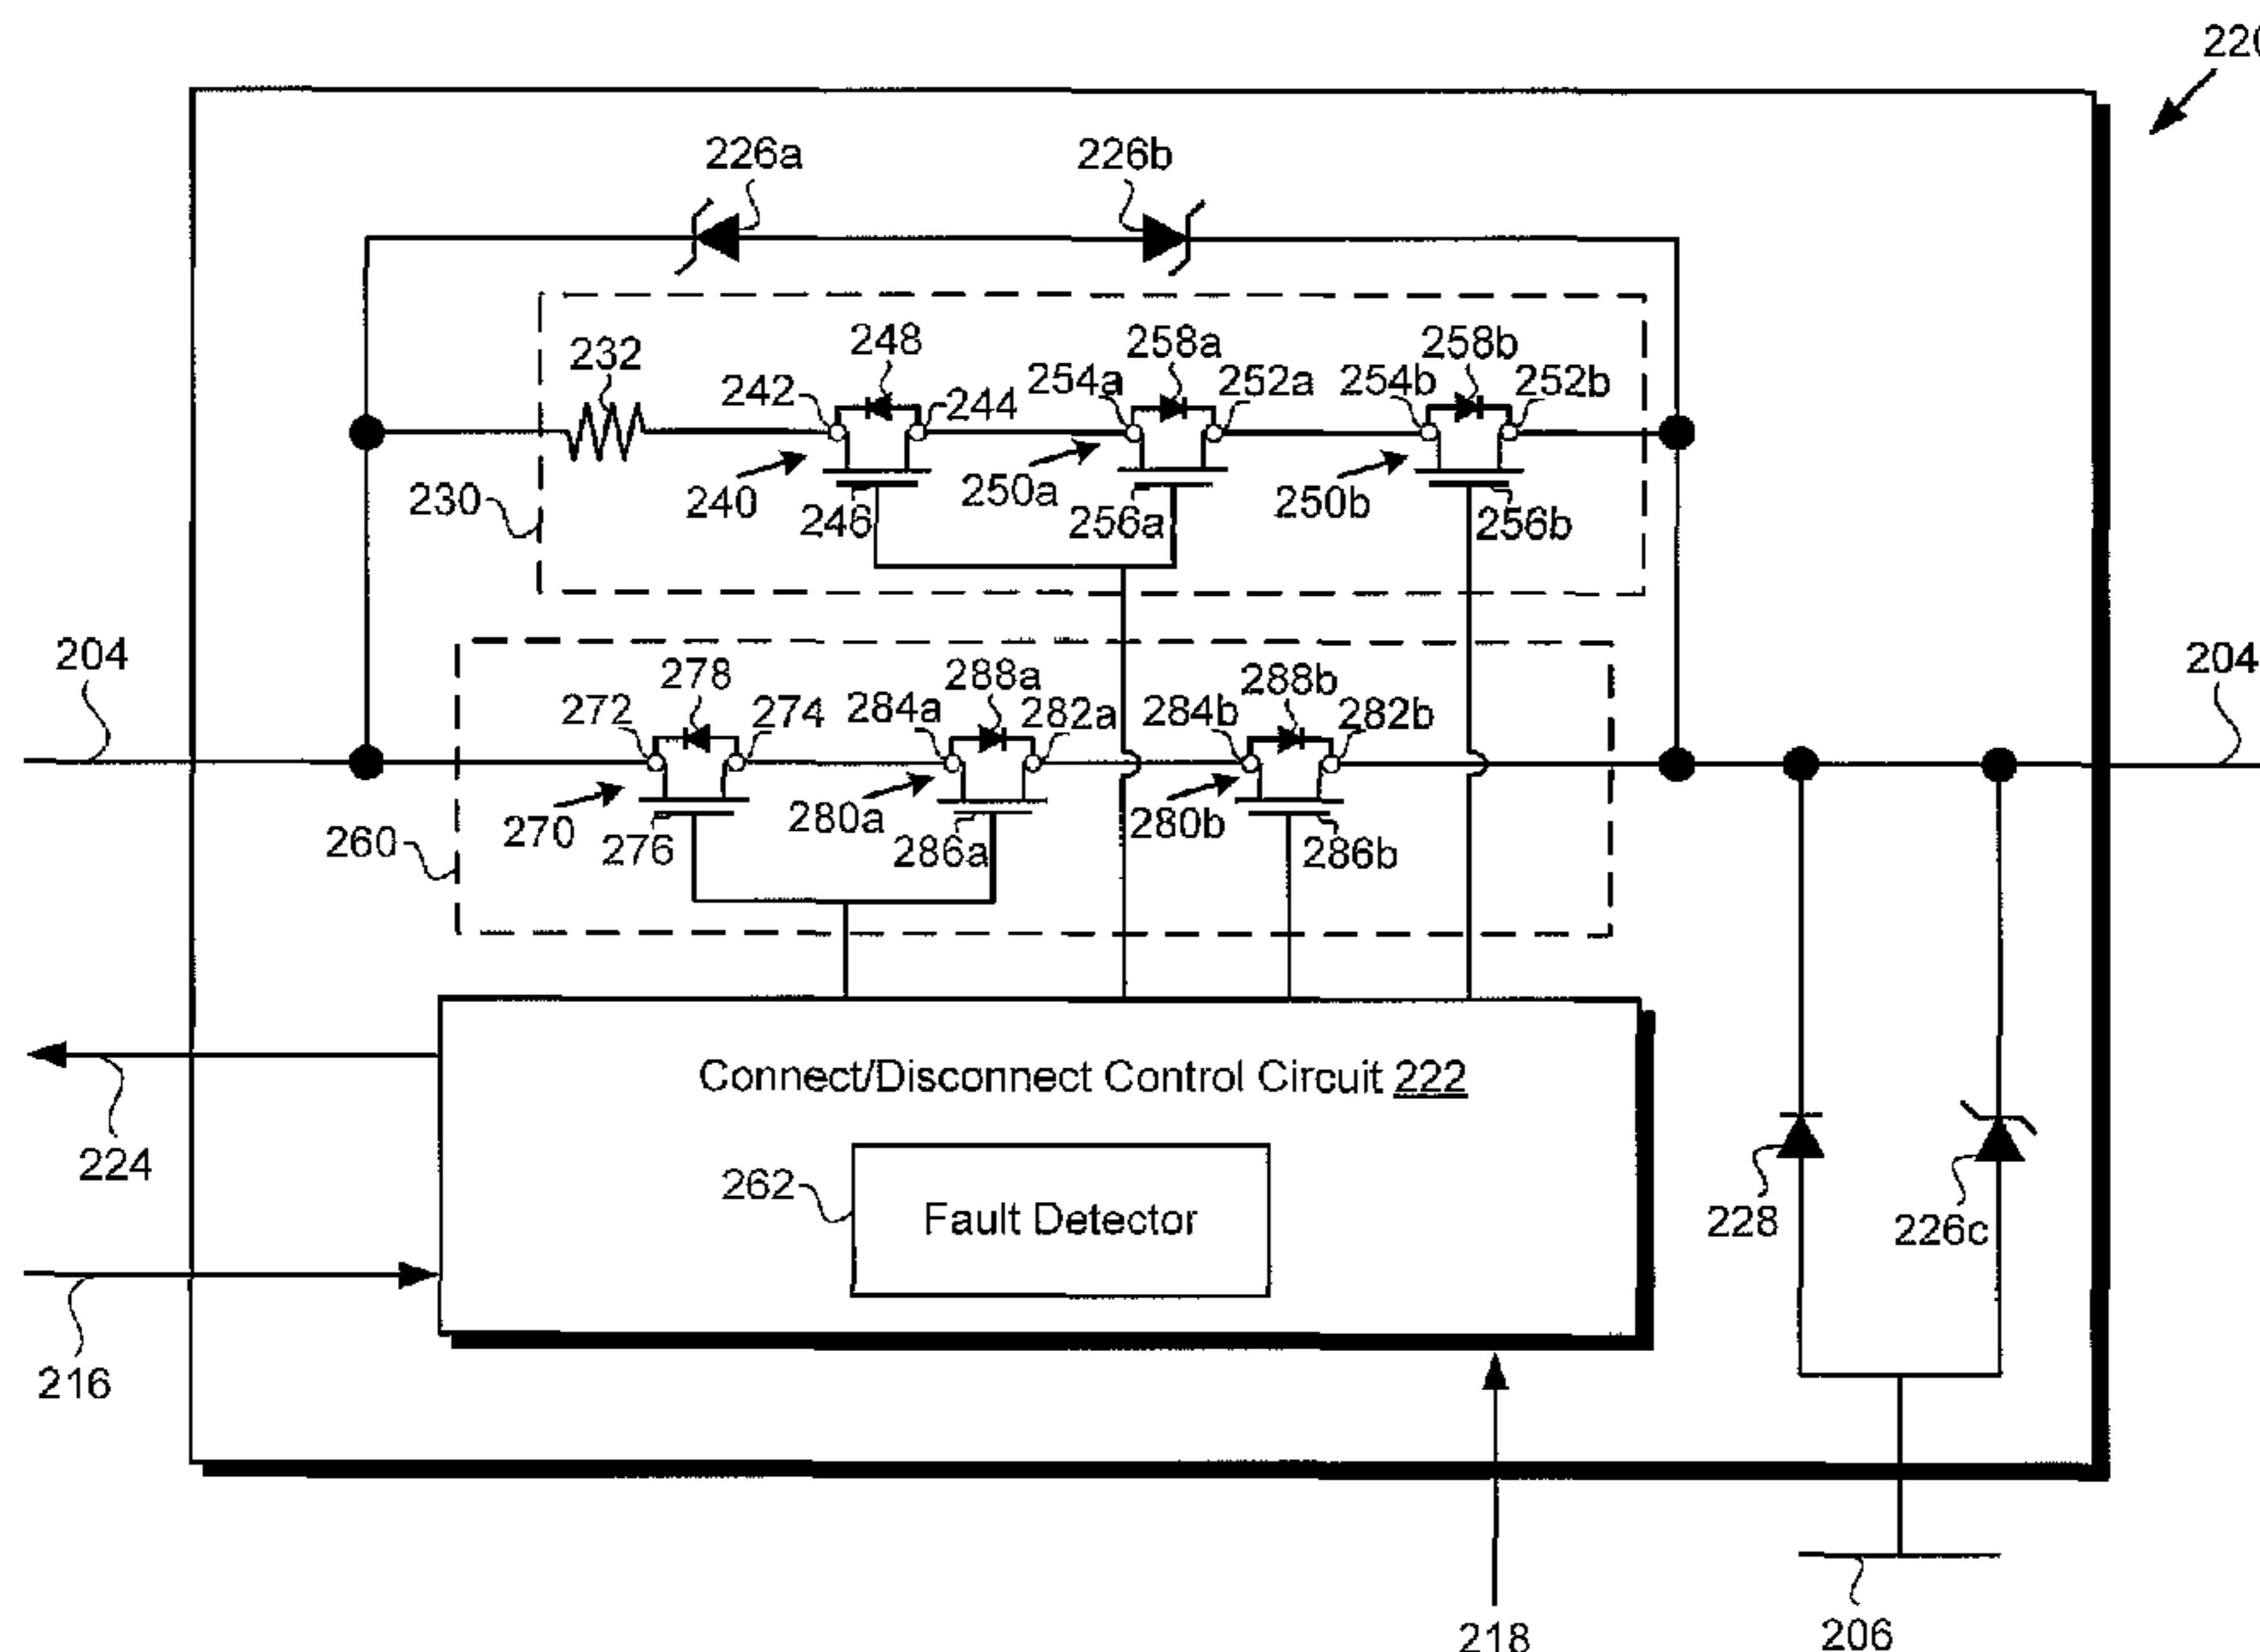 220
226a
226b
232
248
258a
258b
242
244
254a
252a
254b
252b
230
240
246
250a
256a
250b
256b
204
204
272
278
274
284a
288a
282a
284b
288b
282b
260
270
276
280a
286a
280b
286b
Connect/Disconnect Control Circuit 222
224
262
Fault Detector
228
226c
216
218
206